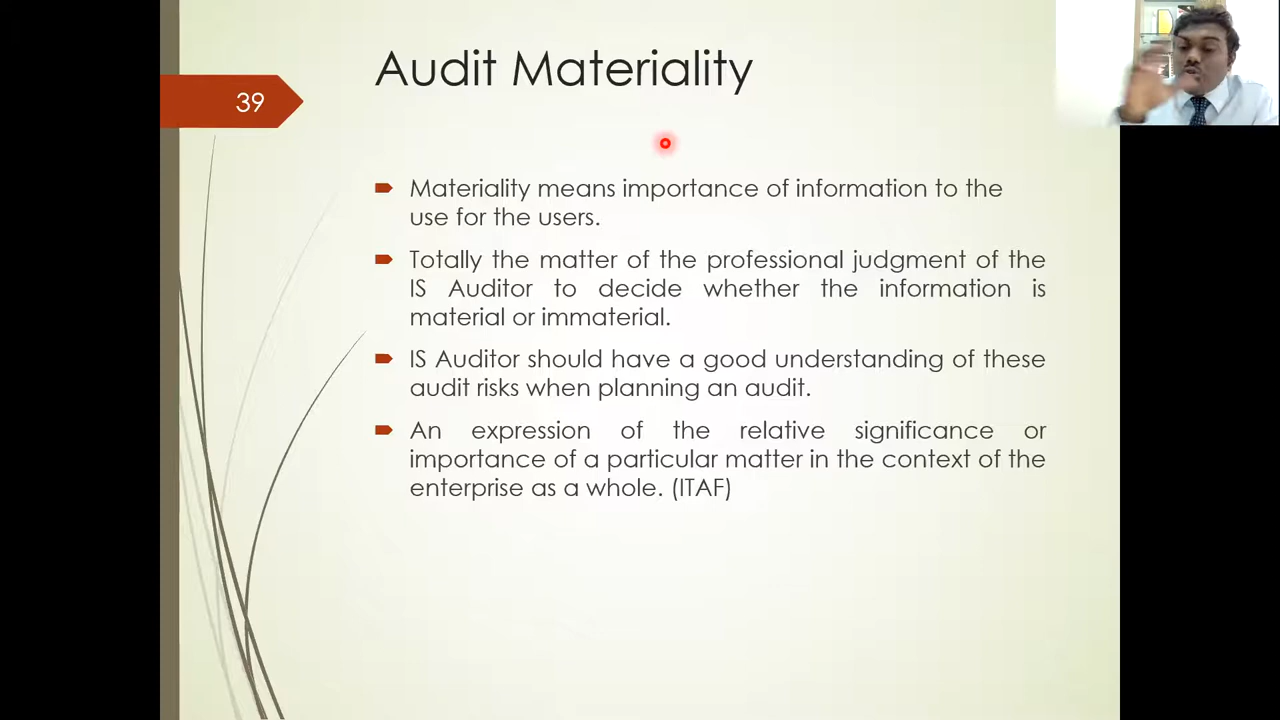 Audit Materiality
39
Materiality means importance of information to the
use for the users.
Totally the matter of the professional judgment of the
IS Auditor to decide whether the information is
material or immaterial.
IS Auditor should have a good understanding of these
audit risks when planning an audit.
An expression of the relative significance or
importance of a particular matter in the context of the
enterprise as a whole. (ITAF)